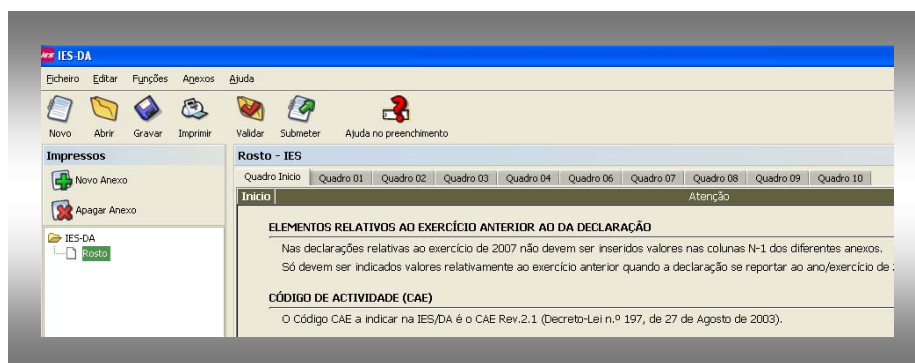 ies IES-DA
Ficheiro Editar Funções Anexos Ajuda
Novo Abrir Gravar Imprimir Validar Submeter Ajuda no preenchimento
Impressos
Novo Anexo
Apagar Anexo
IES-DA
Rosto
Rosto - IES
Quadro Inicio Quadro 01 Quadro 02 Quadro 03 Quadro 04 Quadro 06 Quadro 07 Quadro 08 Quadro 09 Quadro 10
Início Atenção
ELEMENTOS RELATIVOS AO EXERCÍCIO ANTERIOR AO DA DECLARAÇÃO
Nas declarações relativas ao exercício de 2007 não devem ser inseridos valores nas colunas N-1 dos diferentes anexos.
Só devem ser indicados valores relativamente ao exercício anterior quando a declaração se reportar ao ano/exercício de
CÓDIGO DE ACTIVIDADE (CAE)
O Código CAE a indicar na IES/DA é o CAE Rev.2.1 (Decreto-Lei n.º 197, de 27 de Agosto de 2003).